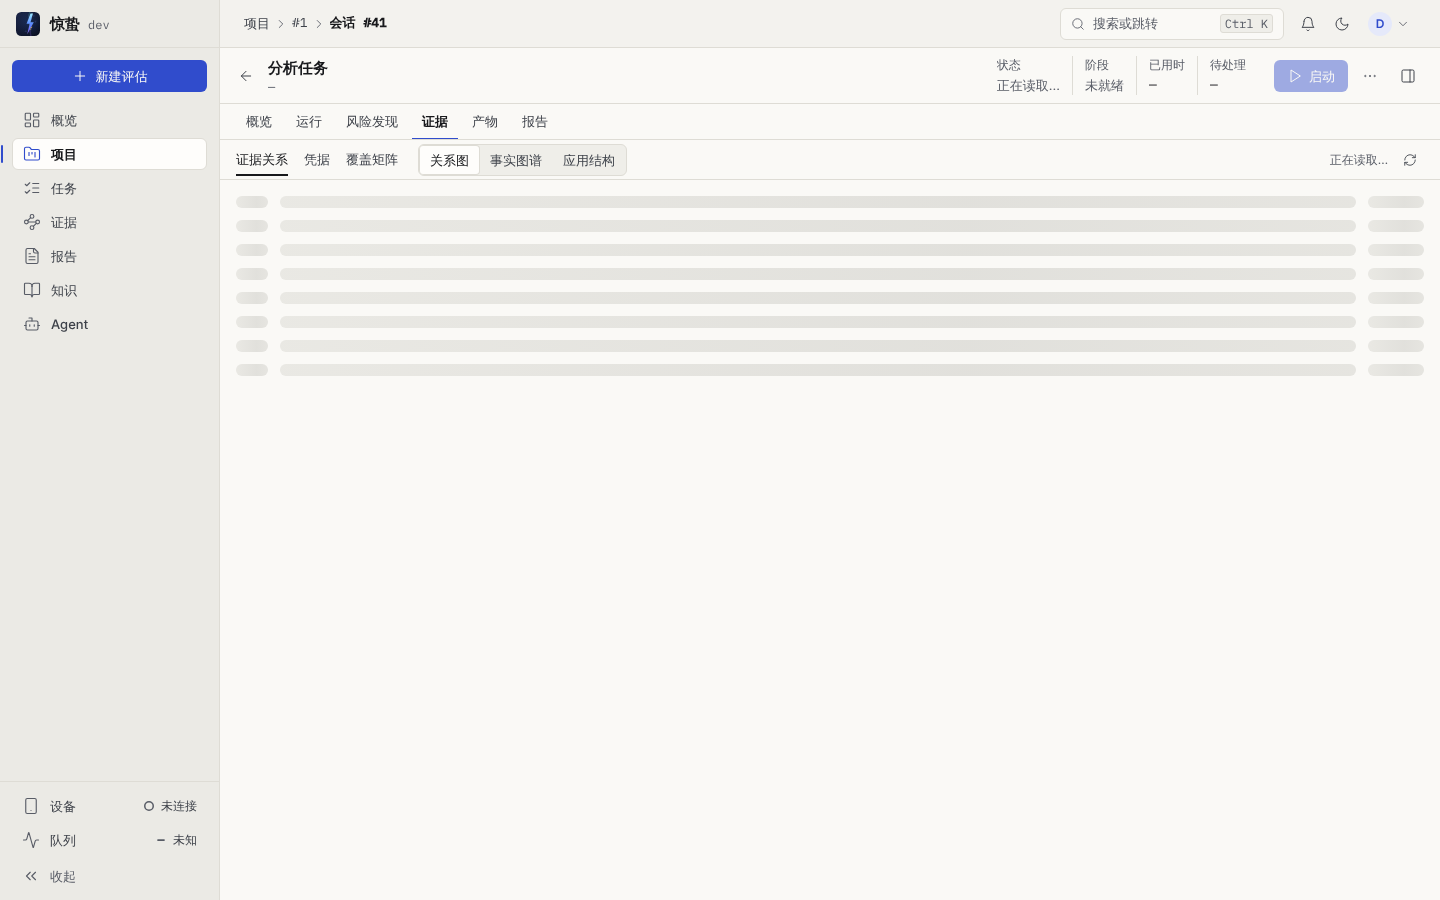 惊蛰 dev
项目 > #1 > 会话 #41
搜索或跳转 Ctrl K
D
新建评估
概览
项目
任务
证据
报告
知识
Agent
设备 未连接
队列 – 未知
收起
分析任务
–
状态
正在读取...
阶段
未就绪
已用时
–
待处理
–
启动
概览 运行 风险发现 证据 产物 报告
证据关系 凭据 覆盖矩阵 关系图 事实图谱 应用结构 正在读取...